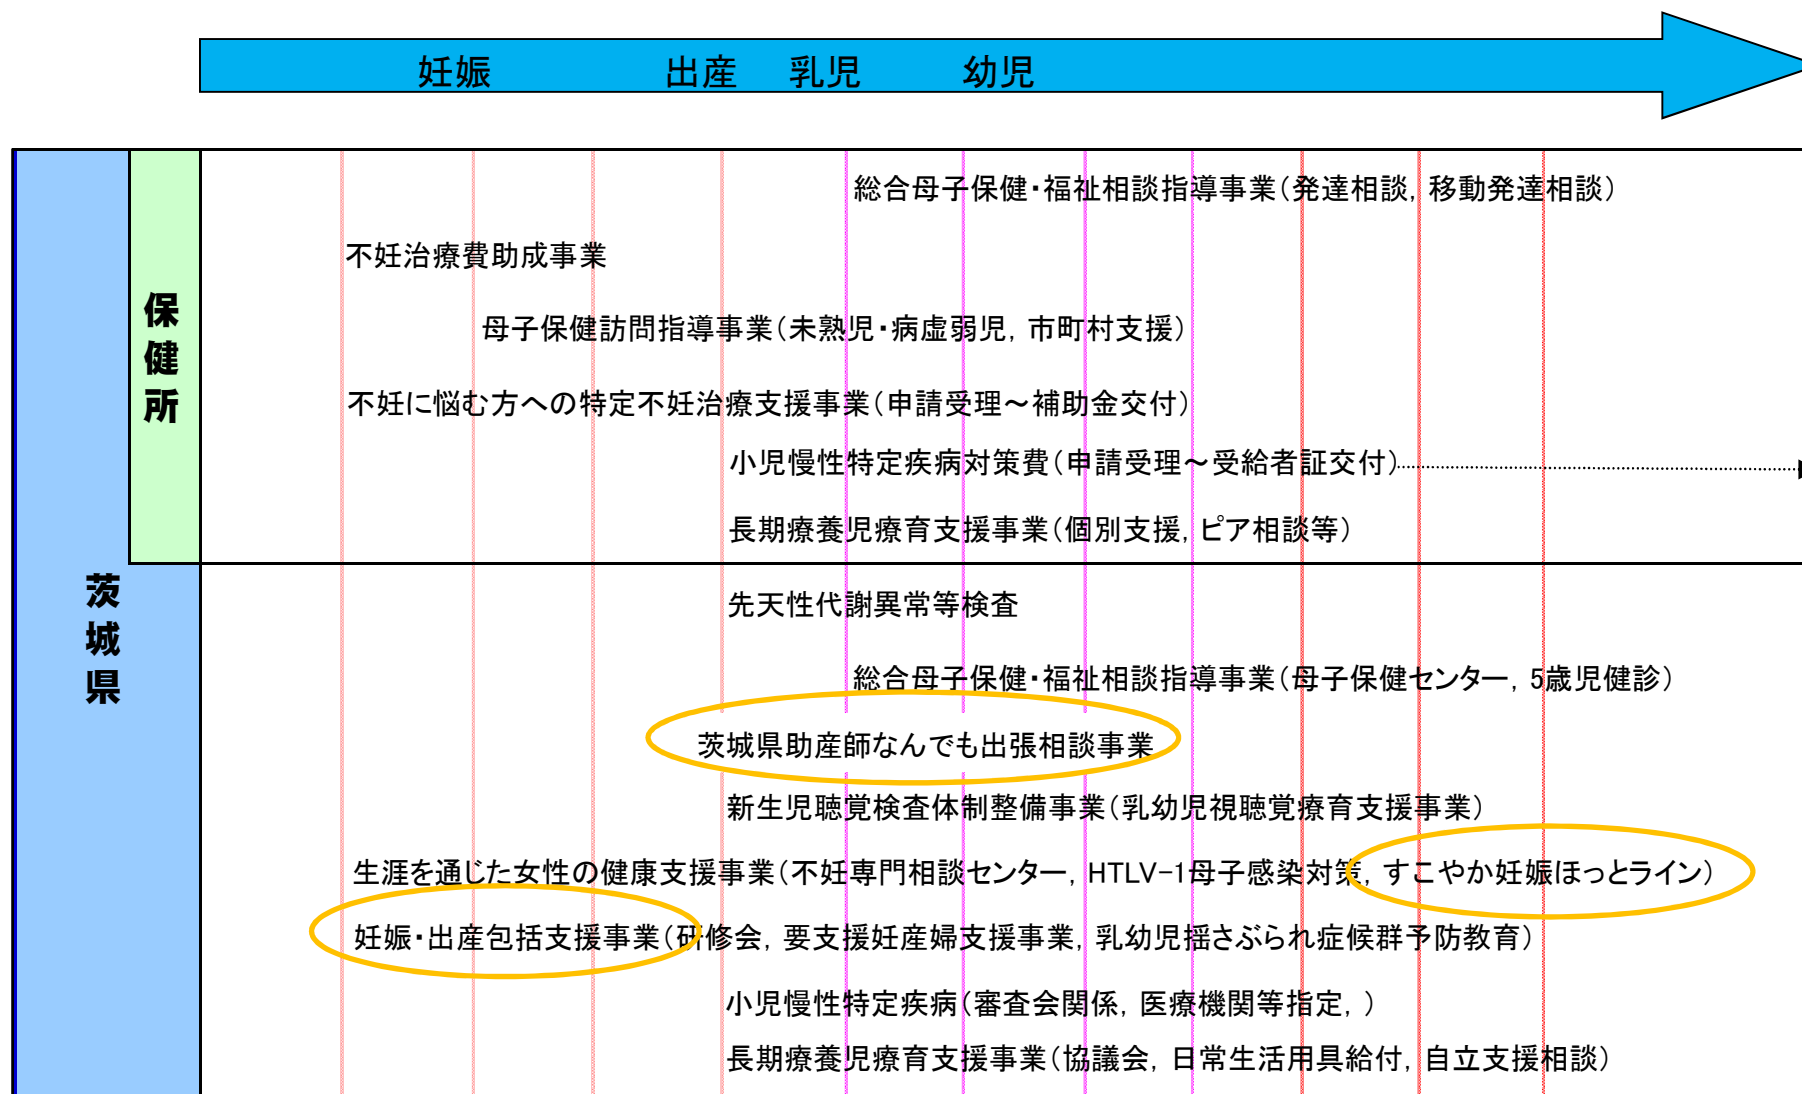 妊娠 出産 乳児 幼児
保健所
茨城県
総合母子保健・福祉相談指導事業（発達相談，移動発達相談）
不妊治療費助成事業
母子保健訪問指導事業（未熟児・病虚弱児，市町村支援）
不妊に悩む方への特定不妊治療支援事業（申請受理～補助金交付）
小児慢性特定疾病対策費（申請受理～受給者証交付）
長期療養児療育支援事業（個別支援，ピア相談等）
先天性代謝異常等検査
総合母子保健・福祉相談指導事業（母子保健センター，5歳児健診）
茨城県助産師なんでも出張相談事業
新生児聴覚検査体制整備事業（乳幼児視聴覚療育支援事業）
生涯を通じた女性の健康支援事業（不妊専門相談センター，HTLV-1母子感染対策，すこやか妊娠ほっとライン）
妊娠・出産包括支援事業（研修会，要支援妊産婦支援事業，乳幼児揺さぶられ症候群予防教育）
小児慢性特定疾病（審査会関係，医療機関等指定，）
長期療養児療育支援事業（協議会，日常生活用具給付，自立支援相談）